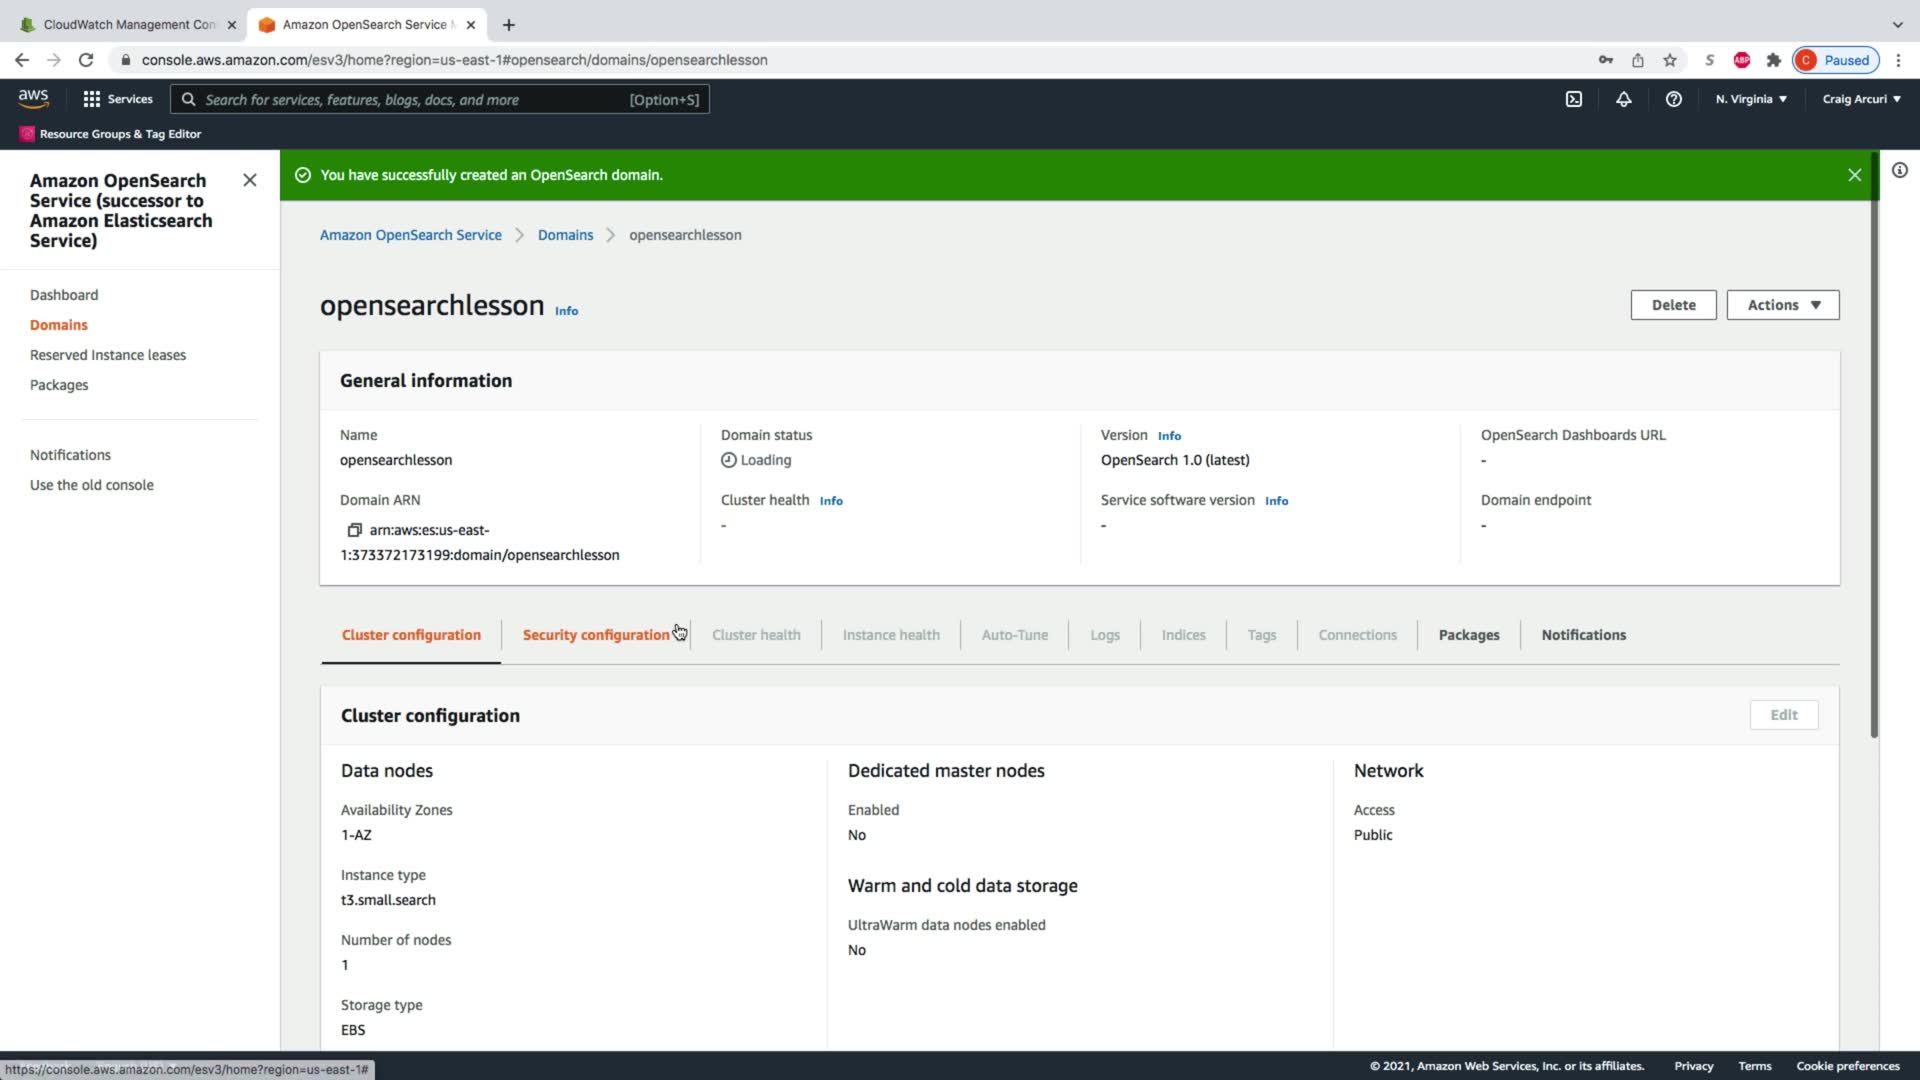 CloudWatch Management Con
Amazon OpenSearch Service M
console.aws.amazon.com/esv3/home?region=us-east-1#opensearch/domains/opensearchlesson
S
ABP
C
Paused
aws
Services
Search for services, features, blogs, docs, and more
[Option+S]
N. Virginia
Craig Arcuri
Resource Groups & Tag Editor
Amazon OpenSearch
Service (successor to
Amazon Elasticsearch
Service)
Dashboard
Domains
Reserved Instance leases
Packages
Notifications
Use the old console
You have successfully created an OpenSearch domain.
Amazon OpenSearch Service
Domains
opensearchlesson
opensearchlesson Info
Delete
Actions
General information
Name
opensearchlesson
Domain ARN
arn:aws:es:us-east-
1:373372173199:domain/opensearchlesson
Domain status
Loading
Cluster health Info
-
Version Info
OpenSearch 1.0 (latest)
Service software version Info
-
OpenSearch Dashboards URL
-
Domain endpoint
-
Cluster configuration
Security configuration
Cluster health
Instance health
Auto-Tune
Logs
Indices
Tags
Connections
Packages
Notifications
Cluster configuration
Edit
Data nodes
Availability Zones
1-AZ
Instance type
t3.small.search
Number of nodes
1
Storage type
EBS
Dedicated master nodes
Enabled
No
Warm and cold data storage
UltraWarm data nodes enabled
No
Network
Access
Public
https://console.aws.amazon.com/esv3/home?region=us-east-1#
© 2021, Amazon Web Services, Inc. or its affiliates.
Privacy
Terms
Cookie preferences